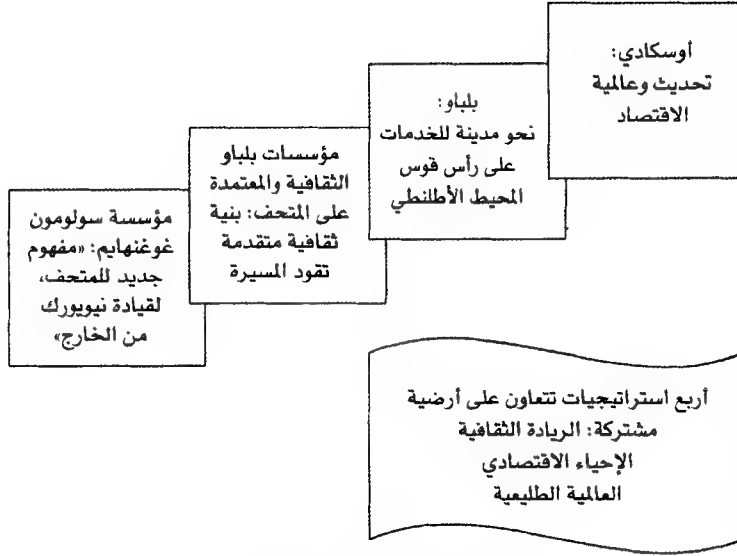 أوسكادي:
تحديث وعالمية
الاقتصاد
بلباو:
نحو مدينة للخدمات
على رأس قوس
المحيط الأطلنطي
مؤسسات بلباو
الثقافية والمعتمدة
على المتحف: بنية
ثقافية متقدمة
تقود المسيرة
مؤسسة سولومون
غوغنهايم: «مفهوم
جديد للمتحف،
لقيادة نيويورك
من الخارج»
أربع استراتيجيات تتعاون على أرضية
مشتركة: الريادة الثقافية
الإحياء الاقتصادي
العالمية الطليعية